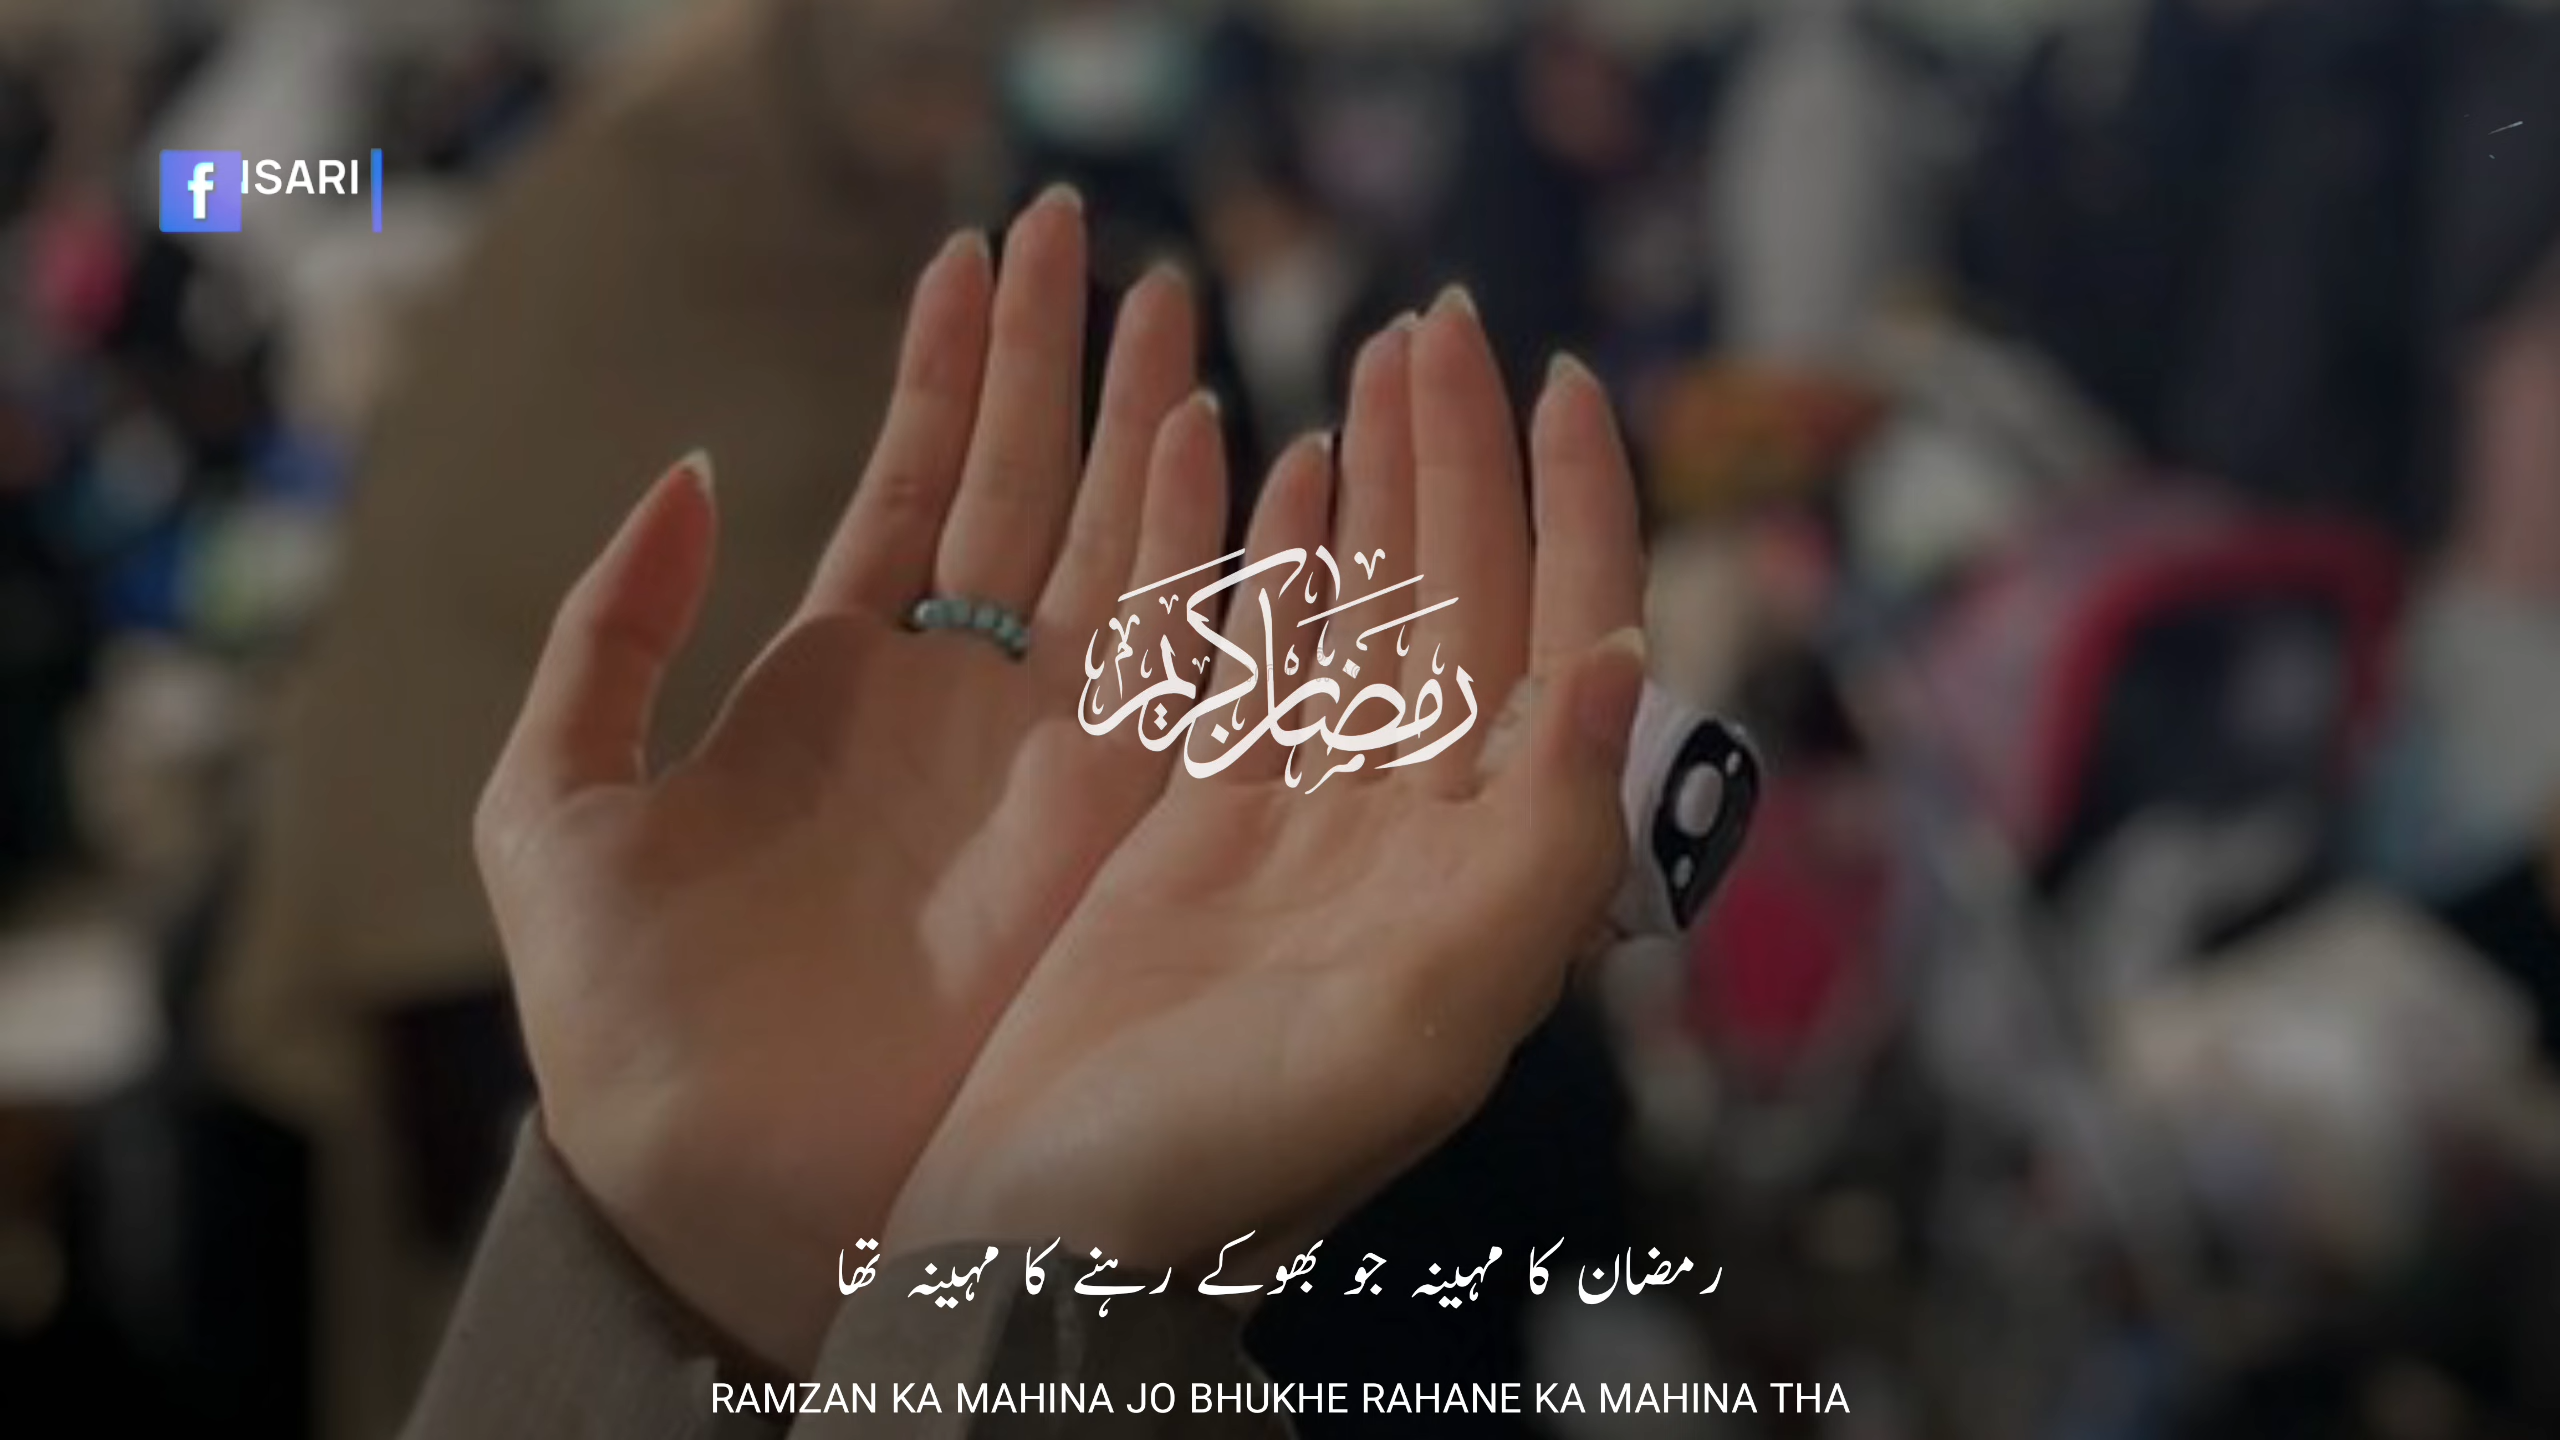 f ISARI
رمضان كريم
رمضان کا مہینہ جو بھوکے رہنے کا مہینہ تھا
RAMZAN KA MAHINA JO BHUKHE RAHANE KA MAHINA THA